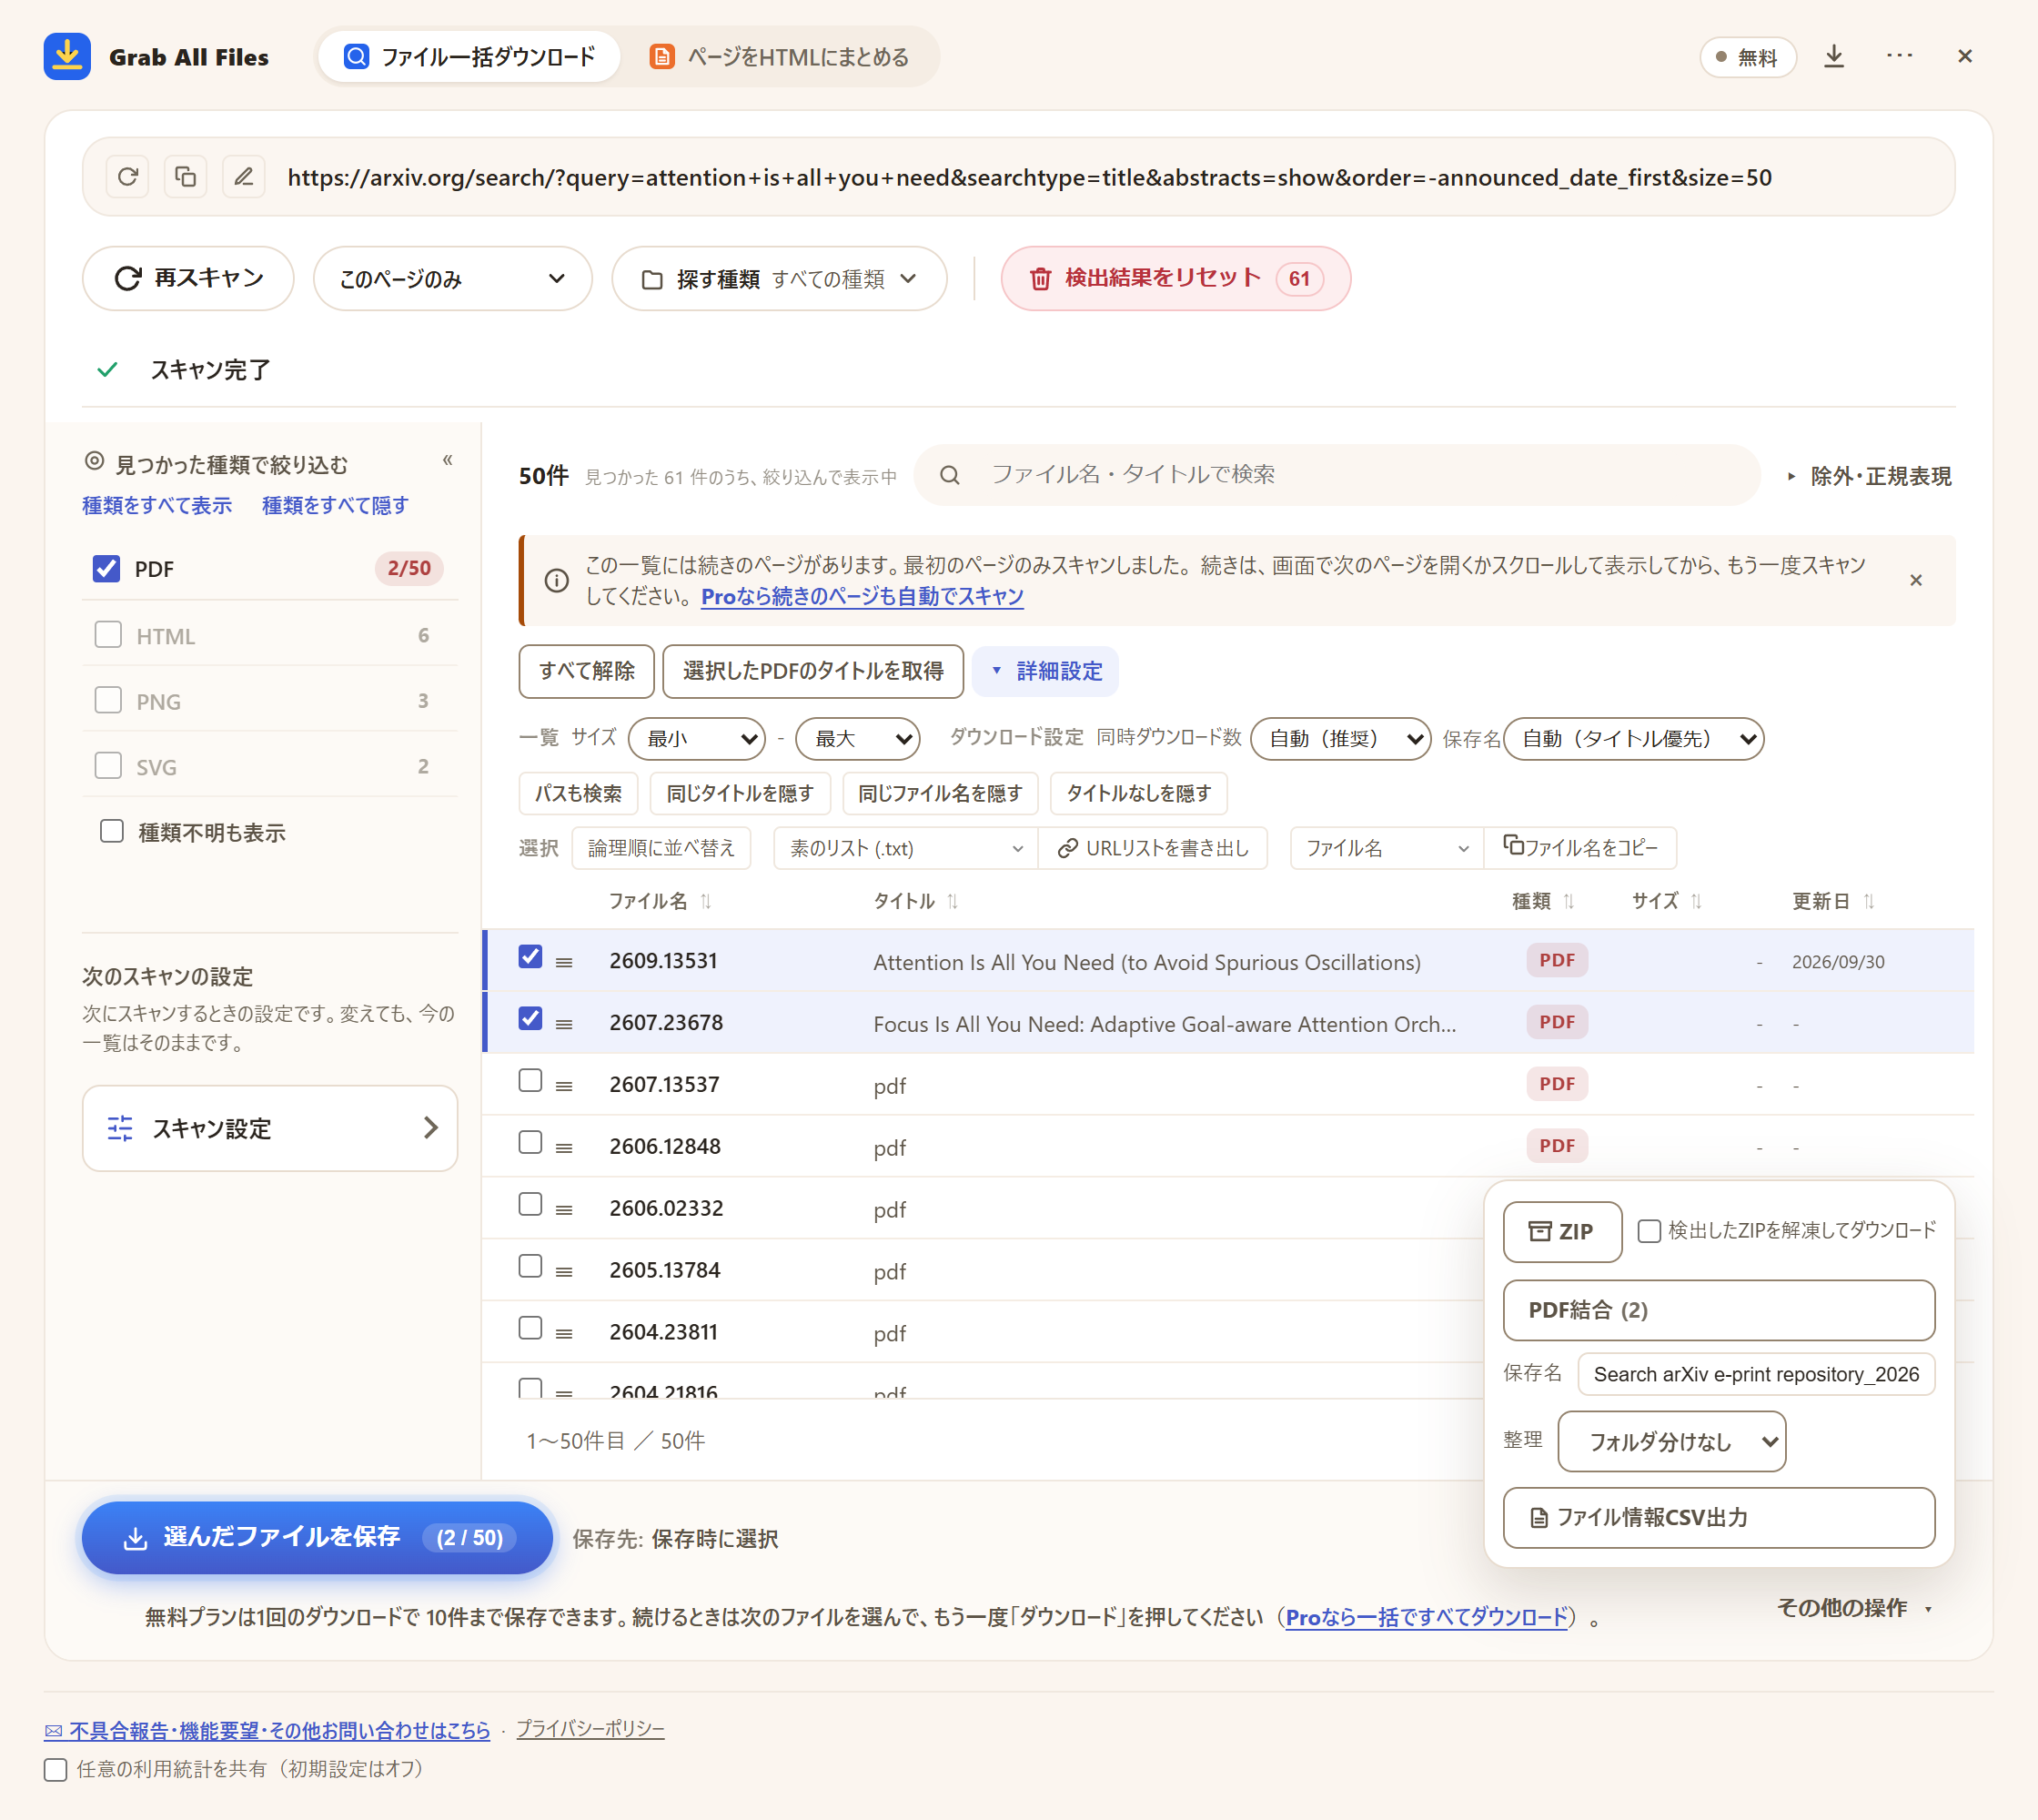 Grab All Files
ファイル一括ダウンロード
ページをHTMLにまとめる
無料
https://arxiv.org/search/?query=attention+is+all+you+need&searchtype=title&abstracts=show&order=-announced_date_first&size=50
再スキャン
このページのみ
探す種類 すべての種類
検出結果をリセット 61
スキャン完了
見つかった種類で絞り込む
種類をすべて表示 種類をすべて隠す
PDF 2/50
HTML 6
PNG 3
SVG 2
種類不明も表示
次のスキャンの設定
次にスキャンするときの設定です。変えても、今の
一覧はそのままです。
スキャン設定
50件 見つかった 61 件のうち、絞り込んで表示中
ファイル名・タイトルで検索
除外・正規表現
この一覧には続きのページがあります。最初のページのみスキャンしました。続きは、画面で次のページを開くかスクロールして表示してから、もう一度スキャン
してください。 Proなら続きのページも自動でスキャン
すべて解除 選択したPDFのタイトルを取得 詳細設定
一覧 サイズ 最小 - 最大 ダウンロード設定 同時ダウンロード数 自動（推奨） 保存名 自動（タイトル優先）
パスも検索 同じタイトルを隠す 同じファイル名を隠す タイトルなしを隠す
選択 論理順に並べ替え 素のリスト (.txt) URLリストを書き出し ファイル名 ファイル名をコピー
ファイル名 タイトル 種類 サイズ 更新日
2609.13531 Attention Is All You Need (to Avoid Spurious Oscillations) PDF - 2026/09/30
2607.23678 Focus Is All You Need: Adaptive Goal-aware Attention Orch... PDF - -
2607.13537 pdf PDF - -
2606.12848 pdf PDF - -
2606.02332 pdf
2605.13784 pdf
2604.23811 pdf
2604.21816 pdf
1～50件目 ／ 50件
ZIP 検出したZIPを解凍してダウンロード
PDF結合 (2)
保存名 Search arXiv e-print repository_2026
整理 フォルダ分けなし
ファイル情報CSV出力
選んだファイルを保存 (2 / 50)
保存先: 保存時に選択
無料プランは1回のダウンロードで 10件まで保存できます。続けるときは次のファイルを選んで、もう一度「ダウンロード」を押してください（Proなら一括ですべてダウンロード）。
その他の操作
不具合報告・機能要望・その他お問い合わせはこちら · プライバシーポリシー
任意の利用統計を共有（初期設定はオフ）